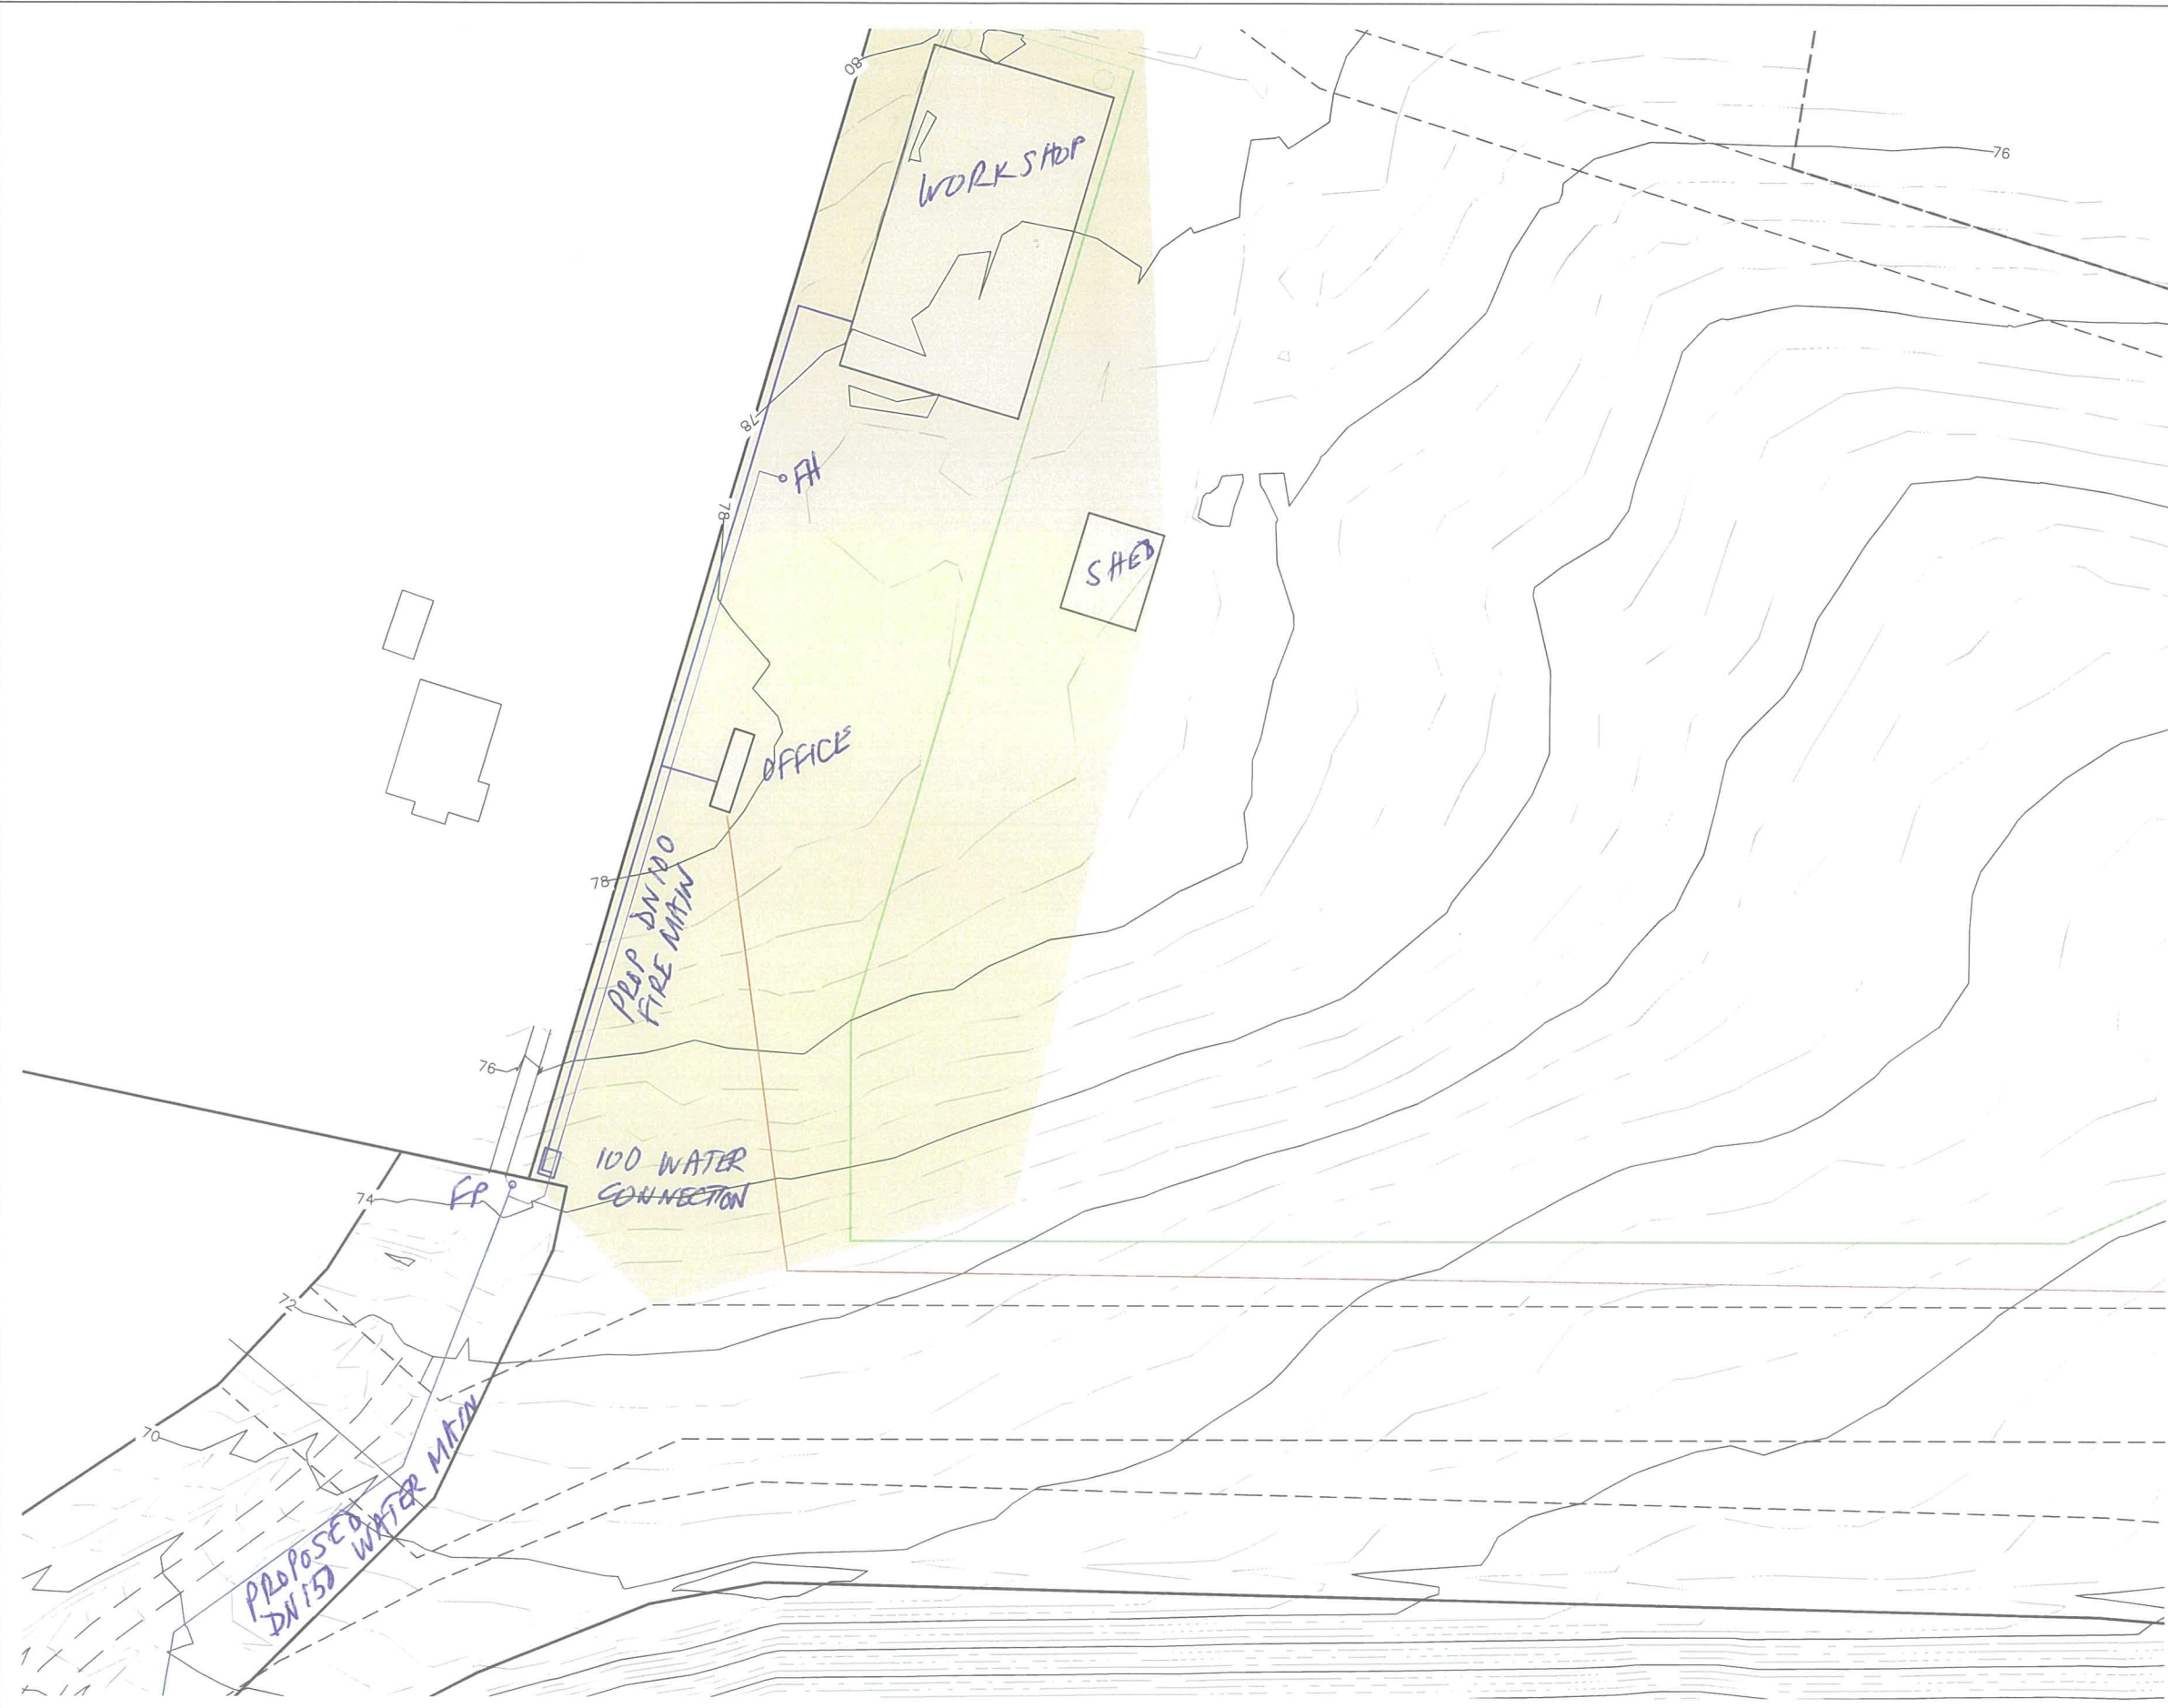 80
WORKSHOP
76
78
FH
78
SHED
OFFICE
78
PROP DN100
FIRE MAIN
76
100 WATER
CONNECTION
74
FP
72
70
PROPOSED
DN150 WATER MAIN